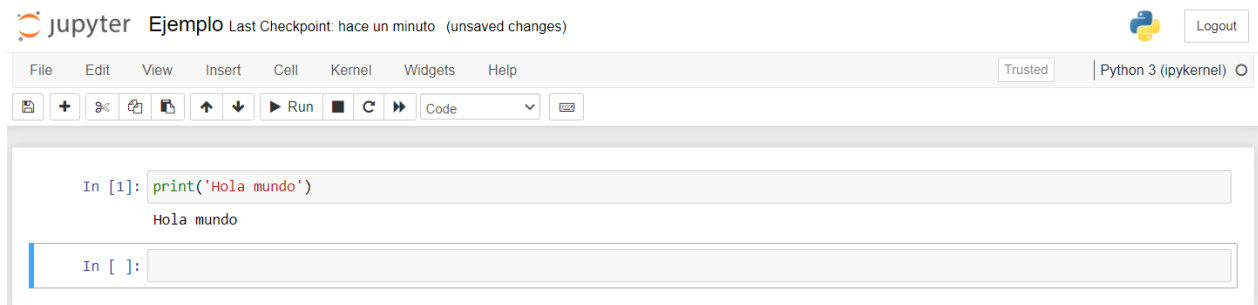 jupyter Ejemplo Last Checkpoint: hace un minuto (unsaved changes) Logout
File Edit View Insert Cell Kernel Widgets Help Trusted Python 3 (ipykernel)
Run Code
In [1]: print('Hola mundo')
Hola mundo
In [ ]: